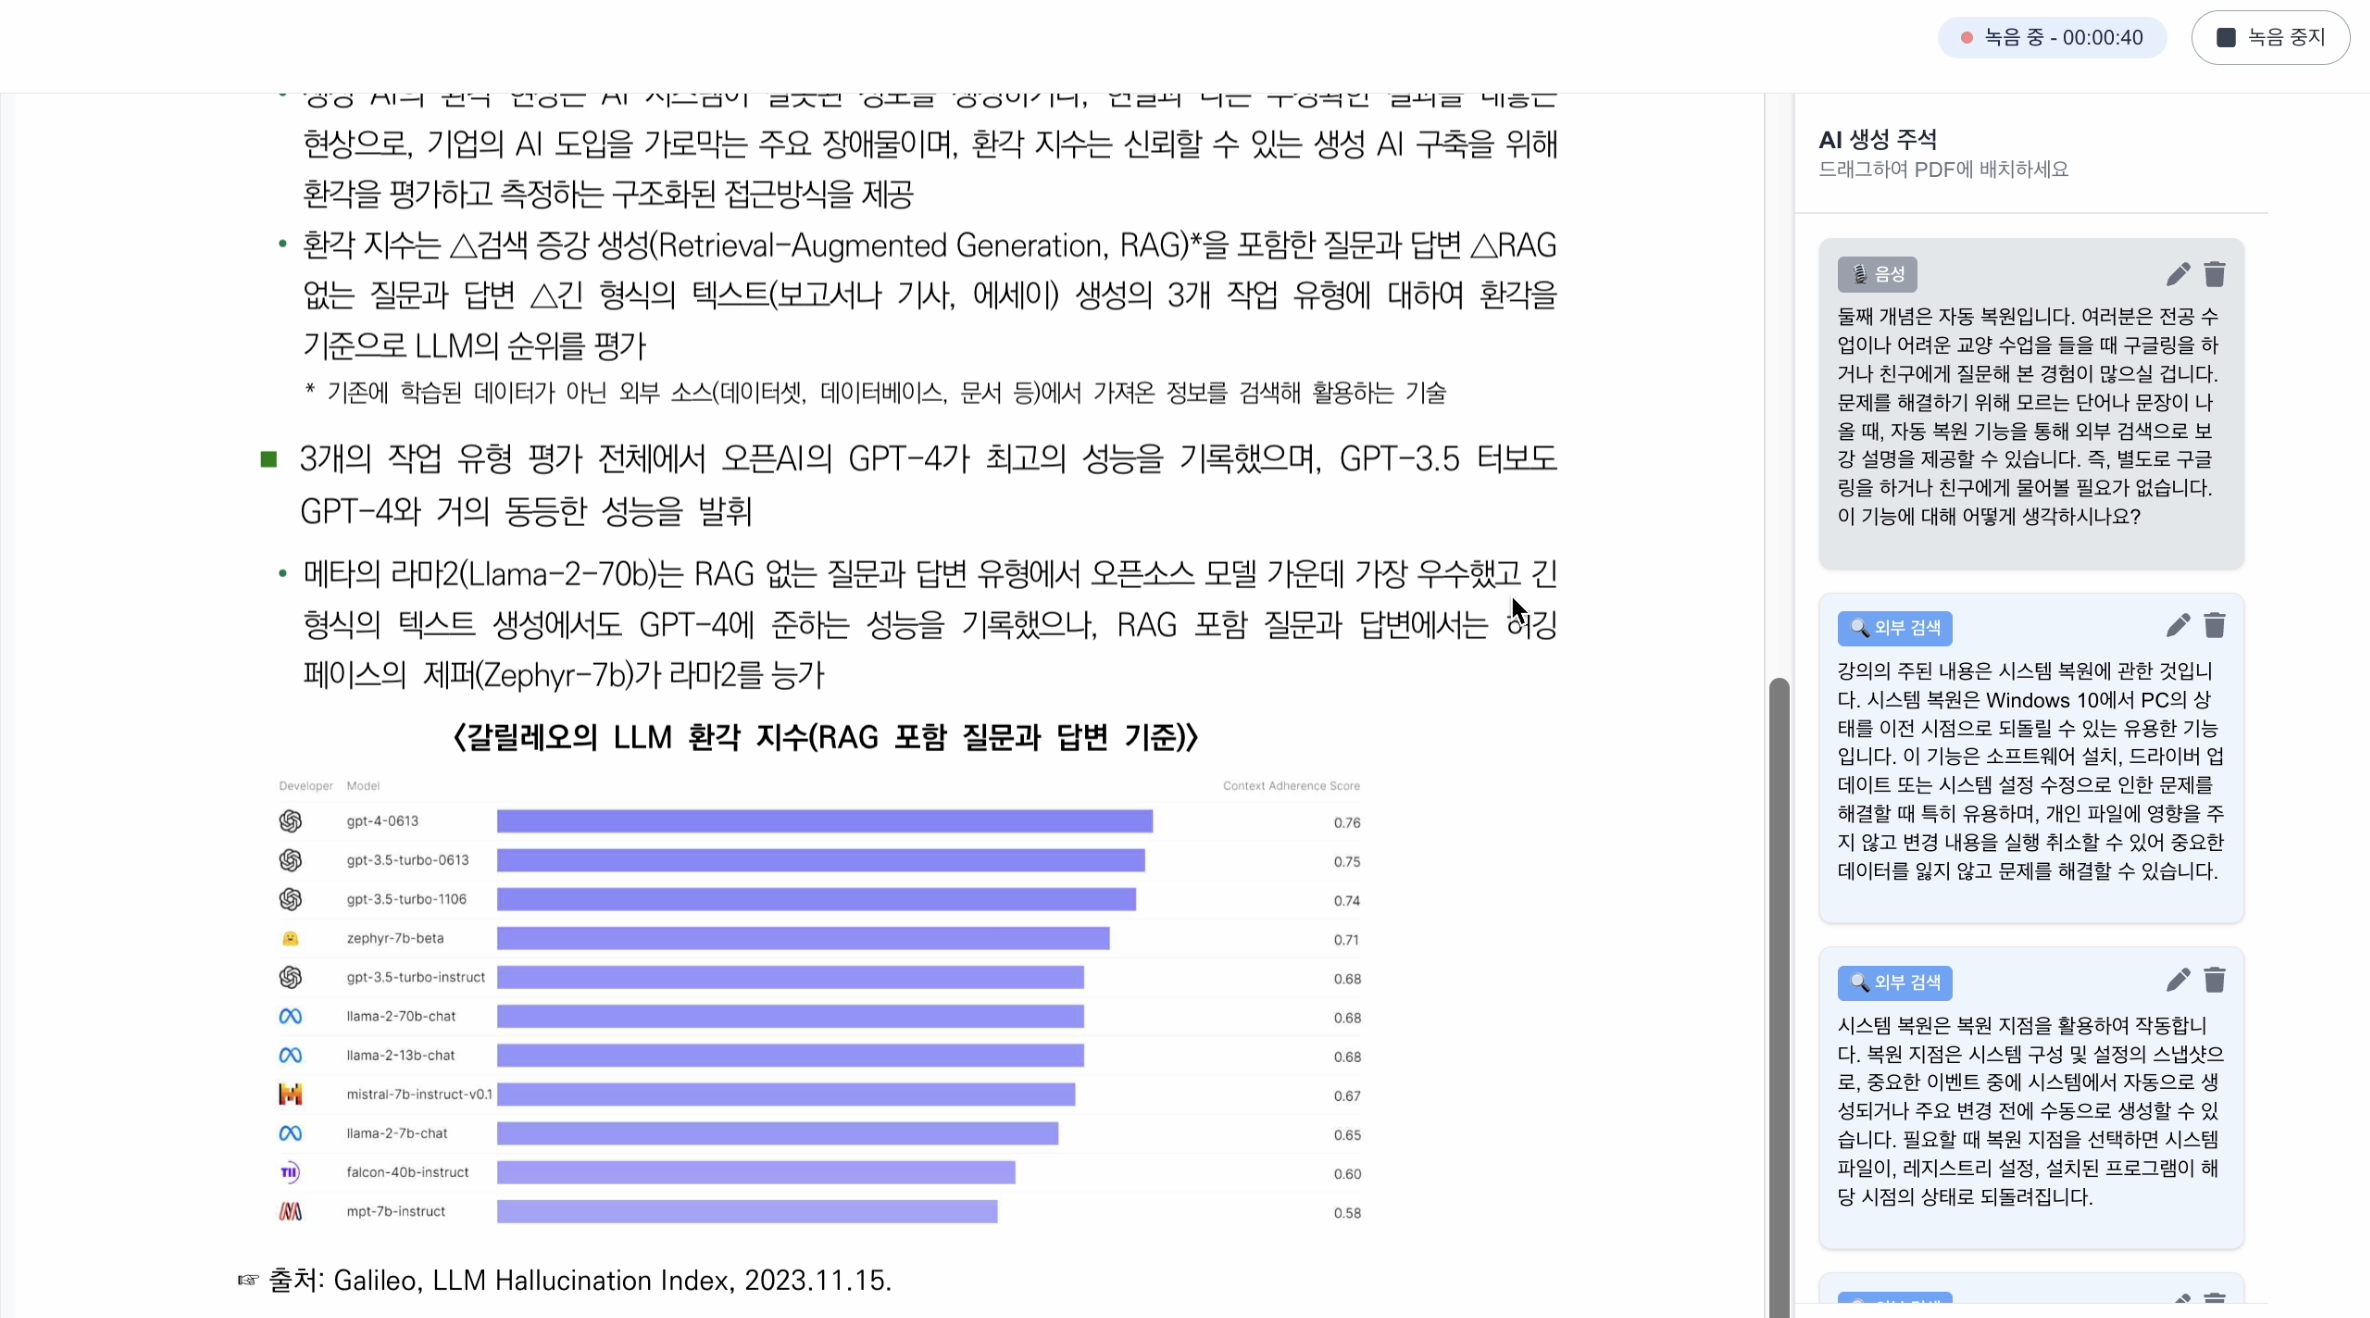 녹음 중 - 00:00:40
녹음 중지
현상으로, 기업의 AI 도입을 가로막는 주요 장애물이며, 환각 지수는 신뢰할 수 있는 생성 AI 구축을 위해
환각을 평가하고 측정하는 구조화된 접근방식을 제공
• 환각 지수는 △검색 증강 생성(Retrieval-Augmented Generation, RAG)*을 포함한 질문과 답변 △RAG
없는 질문과 답변 △긴 형식의 텍스트(보고서나 기사, 에세이) 생성의 3개 작업 유형에 대하여 환각을
기준으로 LLM의 순위를 평가
* 기존에 학습된 데이터가 아닌 외부 소스(데이터셋, 데이터베이스, 문서 등)에서 가져온 정보를 검색해 활용하는 기술
■ 3개의 작업 유형 평가 전체에서 오픈AI의 GPT-4가 최고의 성능을 기록했으며, GPT-3.5 터보도
GPT-4와 거의 동등한 성능을 발휘
• 메타의 라마2(Llama-2-70b)는 RAG 없는 질문과 답변 유형에서 오픈소스 모델 가운데 가장 우수했고 긴
형식의 텍스트 생성에서도 GPT-4에 준하는 성능을 기록했으나, RAG 포함 질문과 답변에서는 허깅
페이스의 제퍼(Zephyr-7b)가 라마2를 능가
<갈릴레오의 LLM 환각 지수(RAG 포함 질문과 답변 기준)>
Developer Model Context Adherence Score
gpt-4-0613 0.76
gpt-3.5-turbo-0613 0.75
gpt-3.5-turbo-1106 0.74
zephyr-7b-beta 0.71
gpt-3.5-turbo-instruct 0.68
llama-2-70b-chat 0.68
llama-2-13b-chat 0.68
mistral-7b-instruct-v0.1 0.67
llama-2-7b-chat 0.65
TII falcon-40b-instruct 0.60
mpt-7b-instruct 0.58
☞ 출처: Galileo, LLM Hallucination Index, 2023.11.15.
AI 생성 주석
드래그하여 PDF에 배치하세요
음성
둘째 개념은 자동 복원입니다. 여러분은 전공 수
업이나 어려운 교양 수업을 들을 때 구글링을 하
거나 친구에게 질문해 본 경험이 많으실 겁니다.
문제를 해결하기 위해 모르는 단어나 문장이 나
올 때, 자동 복원 기능을 통해 외부 검색으로 보
강 설명을 제공할 수 있습니다. 즉, 별도로 구글
링을 하거나 친구에게 물어볼 필요가 없습니다.
이 기능에 대해 어떻게 생각하시나요?
외부 검색
강의의 주된 내용은 시스템 복원에 관한 것입니
다. 시스템 복원은 Windows 10에서 PC의 상
태를 이전 시점으로 되돌릴 수 있는 유용한 기능
입니다. 이 기능은 소프트웨어 설치, 드라이버 업
데이트 또는 시스템 설정 수정으로 인한 문제를
해결할 때 특히 유용하며, 개인 파일에 영향을 주
지 않고 변경 내용을 실행 취소할 수 있어 중요한
데이터를 잃지 않고 문제를 해결할 수 있습니다.
외부 검색
시스템 복원은 복원 지점을 활용하여 작동합니
다. 복원 지점은 시스템 구성 및 설정의 스냅샷으
로, 중요한 이벤트 중에 시스템에서 자동으로 생
성되거나 주요 변경 전에 수동으로 생성할 수 있
습니다. 필요할 때 복원 지점을 선택하면 시스템
파일이, 레지스트리 설정, 설치된 프로그램이 해
당 시점의 상태로 되돌려집니다.